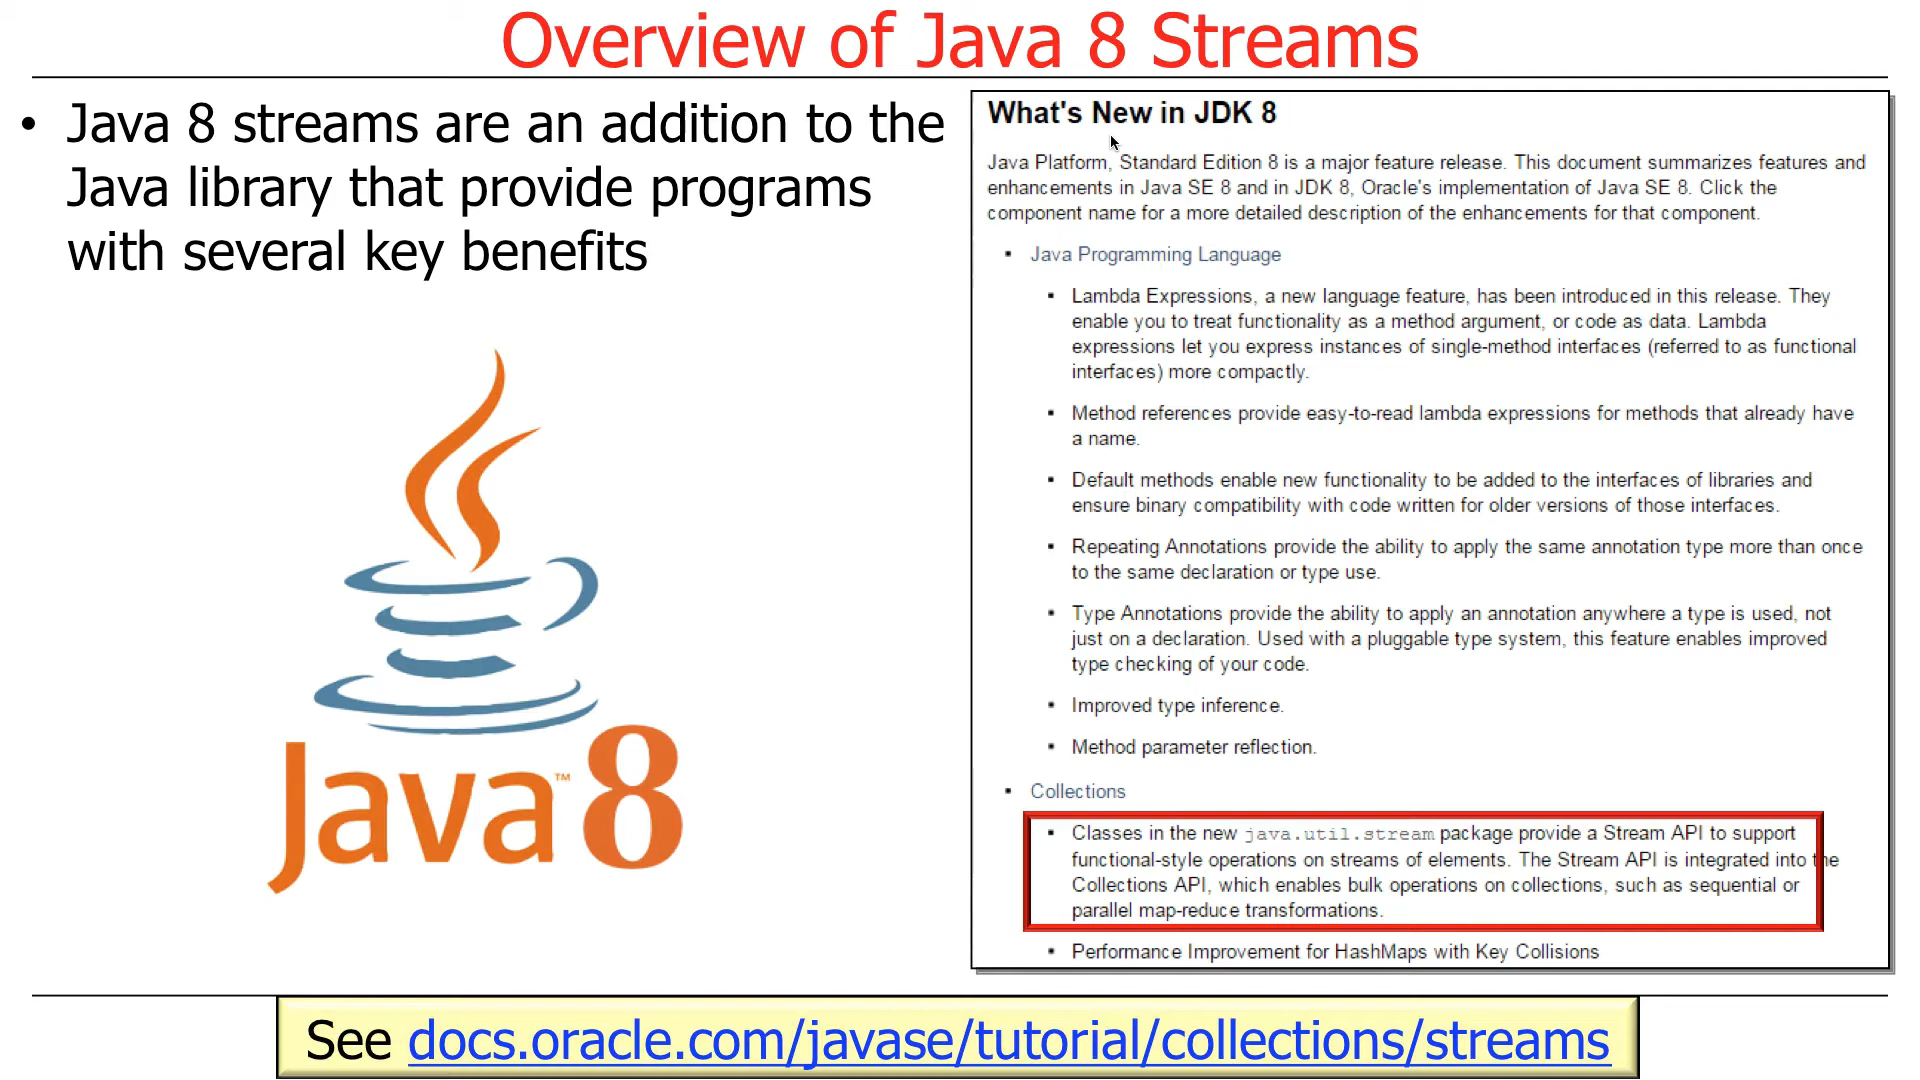 Overview of Java 8 Streams
• Java 8 streams are an addition to the
Java library that provide programs
with several key benefits
Java™ 8
What's New in JDK 8
Java Platform, Standard Edition 8 is a major feature release. This document summarizes features and
enhancements in Java SE 8 and in JDK 8, Oracle's implementation of Java SE 8. Click the
component name for a more detailed description of the enhancements for that component.
▪ Java Programming Language
▪ Lambda Expressions, a new language feature, has been introduced in this release. They
enable you to treat functionality as a method argument, or code as data. Lambda
expressions let you express instances of single-method interfaces (referred to as functional
interfaces) more compactly.
▪ Method references provide easy-to-read lambda expressions for methods that already have
a name.
▪ Default methods enable new functionality to be added to the interfaces of libraries and
ensure binary compatibility with code written for older versions of those interfaces.
▪ Repeating Annotations provide the ability to apply the same annotation type more than once
to the same declaration or type use.
▪ Type Annotations provide the ability to apply an annotation anywhere a type is used, not
just on a declaration. Used with a pluggable type system, this feature enables improved
type checking of your code.
▪ Improved type inference.
▪ Method parameter reflection.
▪ Collections
▪ Classes in the new java.util.stream package provide a Stream API to support
functional-style operations on streams of elements. The Stream API is integrated into the
Collections API, which enables bulk operations on collections, such as sequential or
parallel map-reduce transformations.
▪ Performance Improvement for HashMaps with Key Collisions
See docs.oracle.com/javase/tutorial/collections/streams